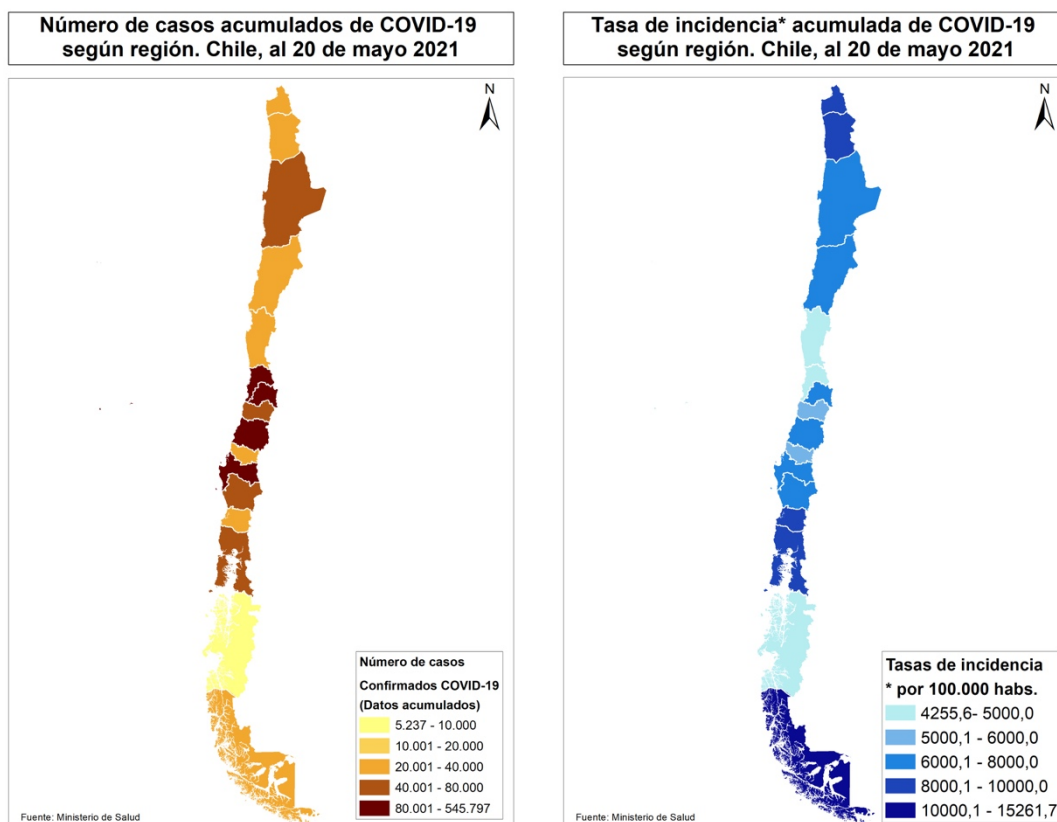 Número de casos acumulados de COVID-19
según región. Chile, al 20 de mayo 2021
N
Número de casos
Confirmados COVID-19
(Datos acumulados)
5.237 - 10.000
10.001 - 20.000
20.001 - 40.000
40.001 - 80.000
80.001 - 545.797
Fuente: Ministerio de Salud
Tasa de incidencia* acumulada de COVID-19
según región. Chile, al 20 de mayo 2021
N
Tasas de incidencia
* por 100.000 habs.
4255,6- 5000,0
5000,1 - 6000,0
6000,1 - 8000,0
8000,1 - 10000,0
10000,1 - 15261,7
Fuente: Ministerio de Salud